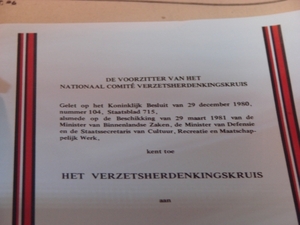 DE VOORZITTER VAN HET
NATIONAAL COMITÉ VERZETSHERDENKINGSKRUIS
Gelet op het Koninklijk Besluit van 29 december 1980,
nummer 104, Staatsblad 715,
alsmede op de Beschikking van 29 maart 1981 van de
Minister van Binnenlandse Zaken, de Minister van Defensie
en de Staatssecretaris van Cultuur, Recreatie en Maatschap-
pelijk Werk,
kent toe
HET VERZETSHERDENKINGSKRUIS
aan